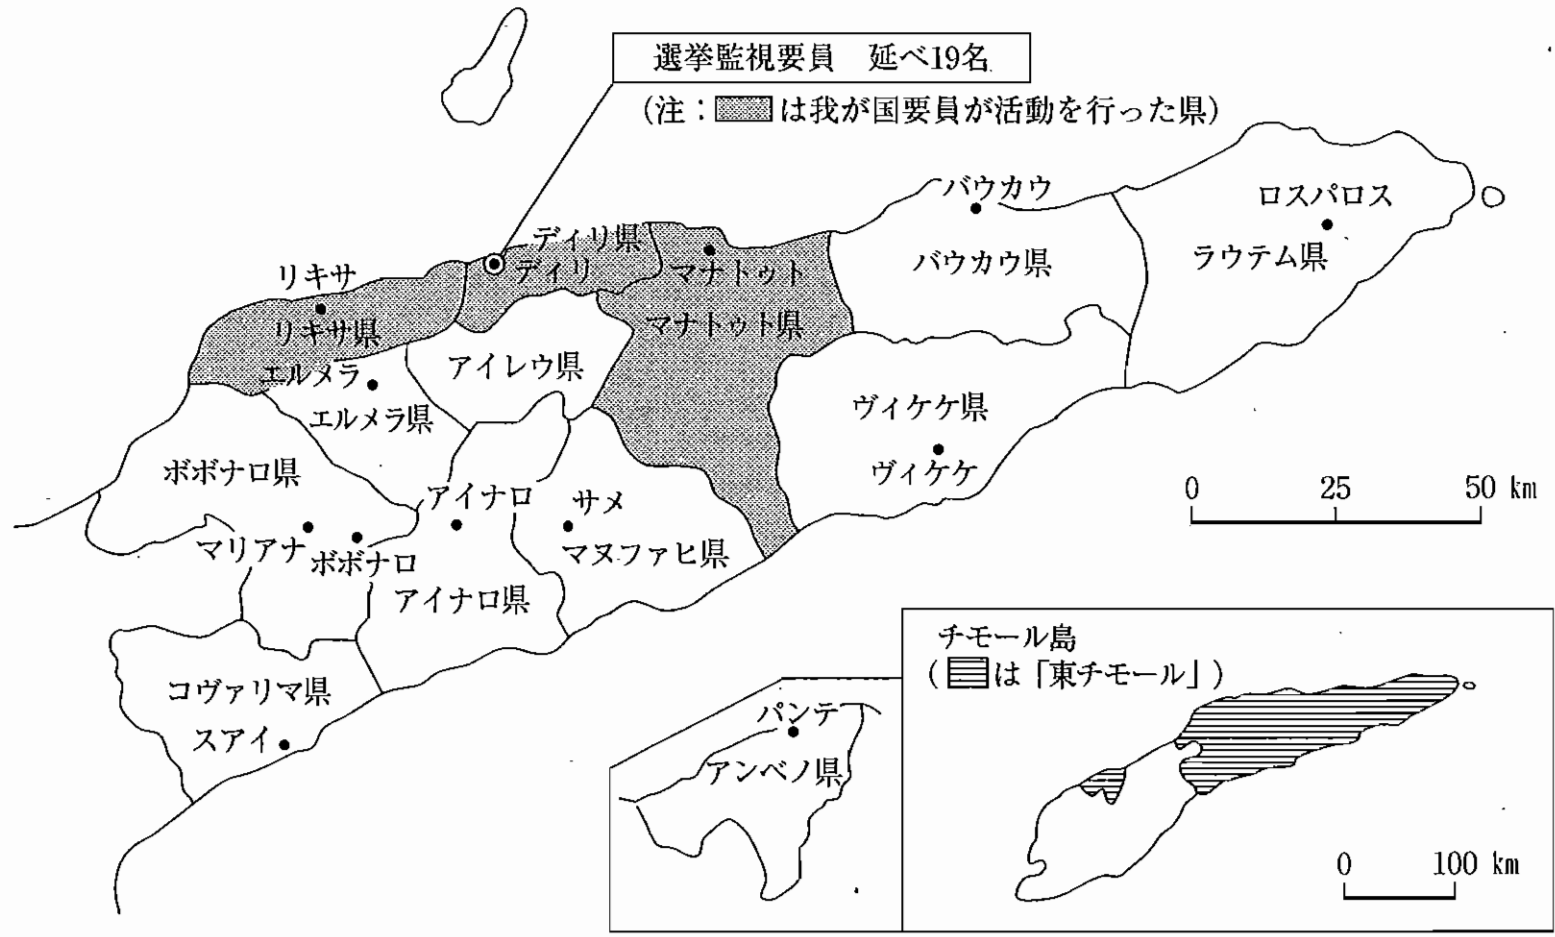 選挙監視要員　延べ19名
(注：は我が国要員が活動を行った県)
バウカウ
ロスパロス
バウカウ県
ラウテム県
ディリ県
ディリ
マナトゥト
マナトゥト県
リキサ
リキサ県
エルメラ
エルメラ県
アイレウ県
ヴィケケ県
ヴィケケ
ボボナロ県
アイナロ
サメ
マリアナ
ボボナロ
マヌファヒ県
アイナロ県
コヴァリマ県
スアイ
0 25 50 km
パンテ
アンベノ県
チモール島
(は「東チモール」)
0 100 km